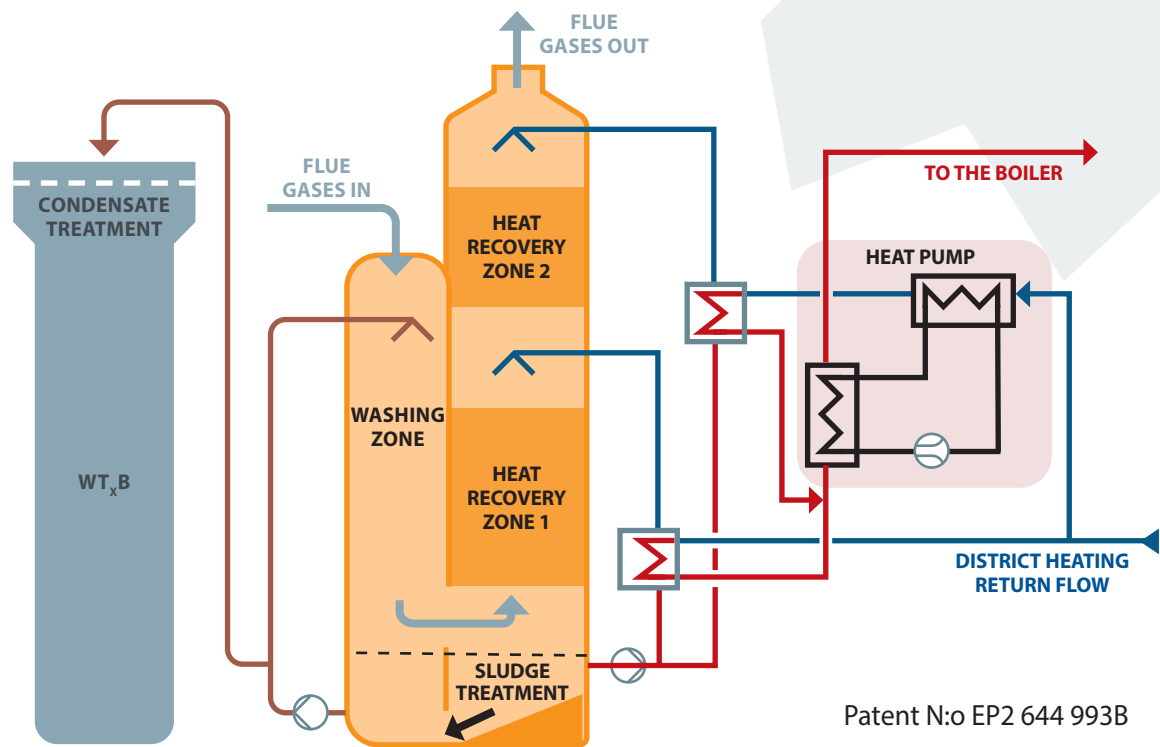 FLUE
GASES OUT
FLUE
GASES IN
TO THE BOILER
CONDENSATE
TREATMENT
HEAT
RECOVERY
ZONE 2
HEAT PUMP
WASHING
ZONE
WTxB
HEAT
RECOVERY
ZONE 1
DISTRICT HEATING
RETURN FLOW
SLUDGE
TREATMENT
Patent N:o EP2 644 993B